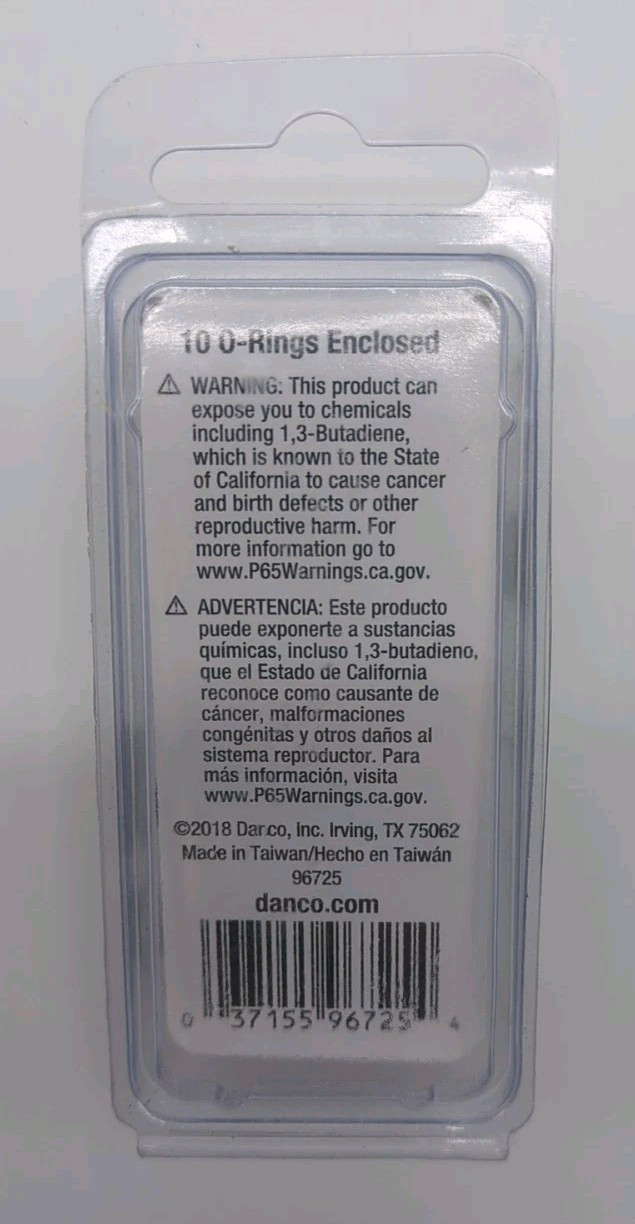 10 O-Rings Enclosed
⚠ WARNING: This product can
expose you to chemicals
including 1,3-Butadiene,
which is known to the State
of California to cause cancer
and birth defects or other
reproductive harm. For
more information go to
www.P65Warnings.ca.gov.
⚠ ADVERTENCIA: Este producto
puede exponerte a sustancias
químicas, incluso 1,3-butadieno,
que el Estado de California
reconoce como causante de
cáncer, malformaciones
congénitas y otros daños al
sistema reproductor. Para
más información, visita
www.P65Warnings.ca.gov.
©2018 Danco, Inc. Irving, TX 75062
Made in Taiwan/Hecho en Taiwán
96725
danco.com
0 37155 96725 4